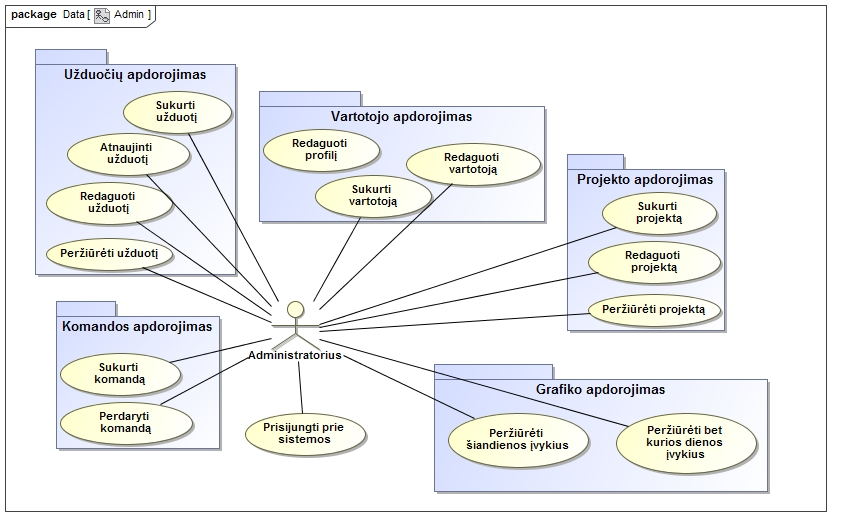 package Data [ Admin ]
Užduočių apdorojimas
Sukurti
užduotį
Atnaujinti
užduotį
Redaguoti
užduotį
Peržiūrėti užduotį
Vartotojo apdorojimas
Redaguoti
profilį
Redaguoti
vartotoją
Sukurti
vartotoją
Projekto apdorojimas
Sukurti
projektą
Redaguoti
projektą
Peržiūrėti projektą
Komandos apdorojimas
Sukurti
komandą
Perdaryti
komandą
Administratorius
Prisijungti prie
sistemos
Grafiko apdorojimas
Peržiūrėti
šiandienos įvykius
Peržiūrėti bet
kurios dienos
įvykius